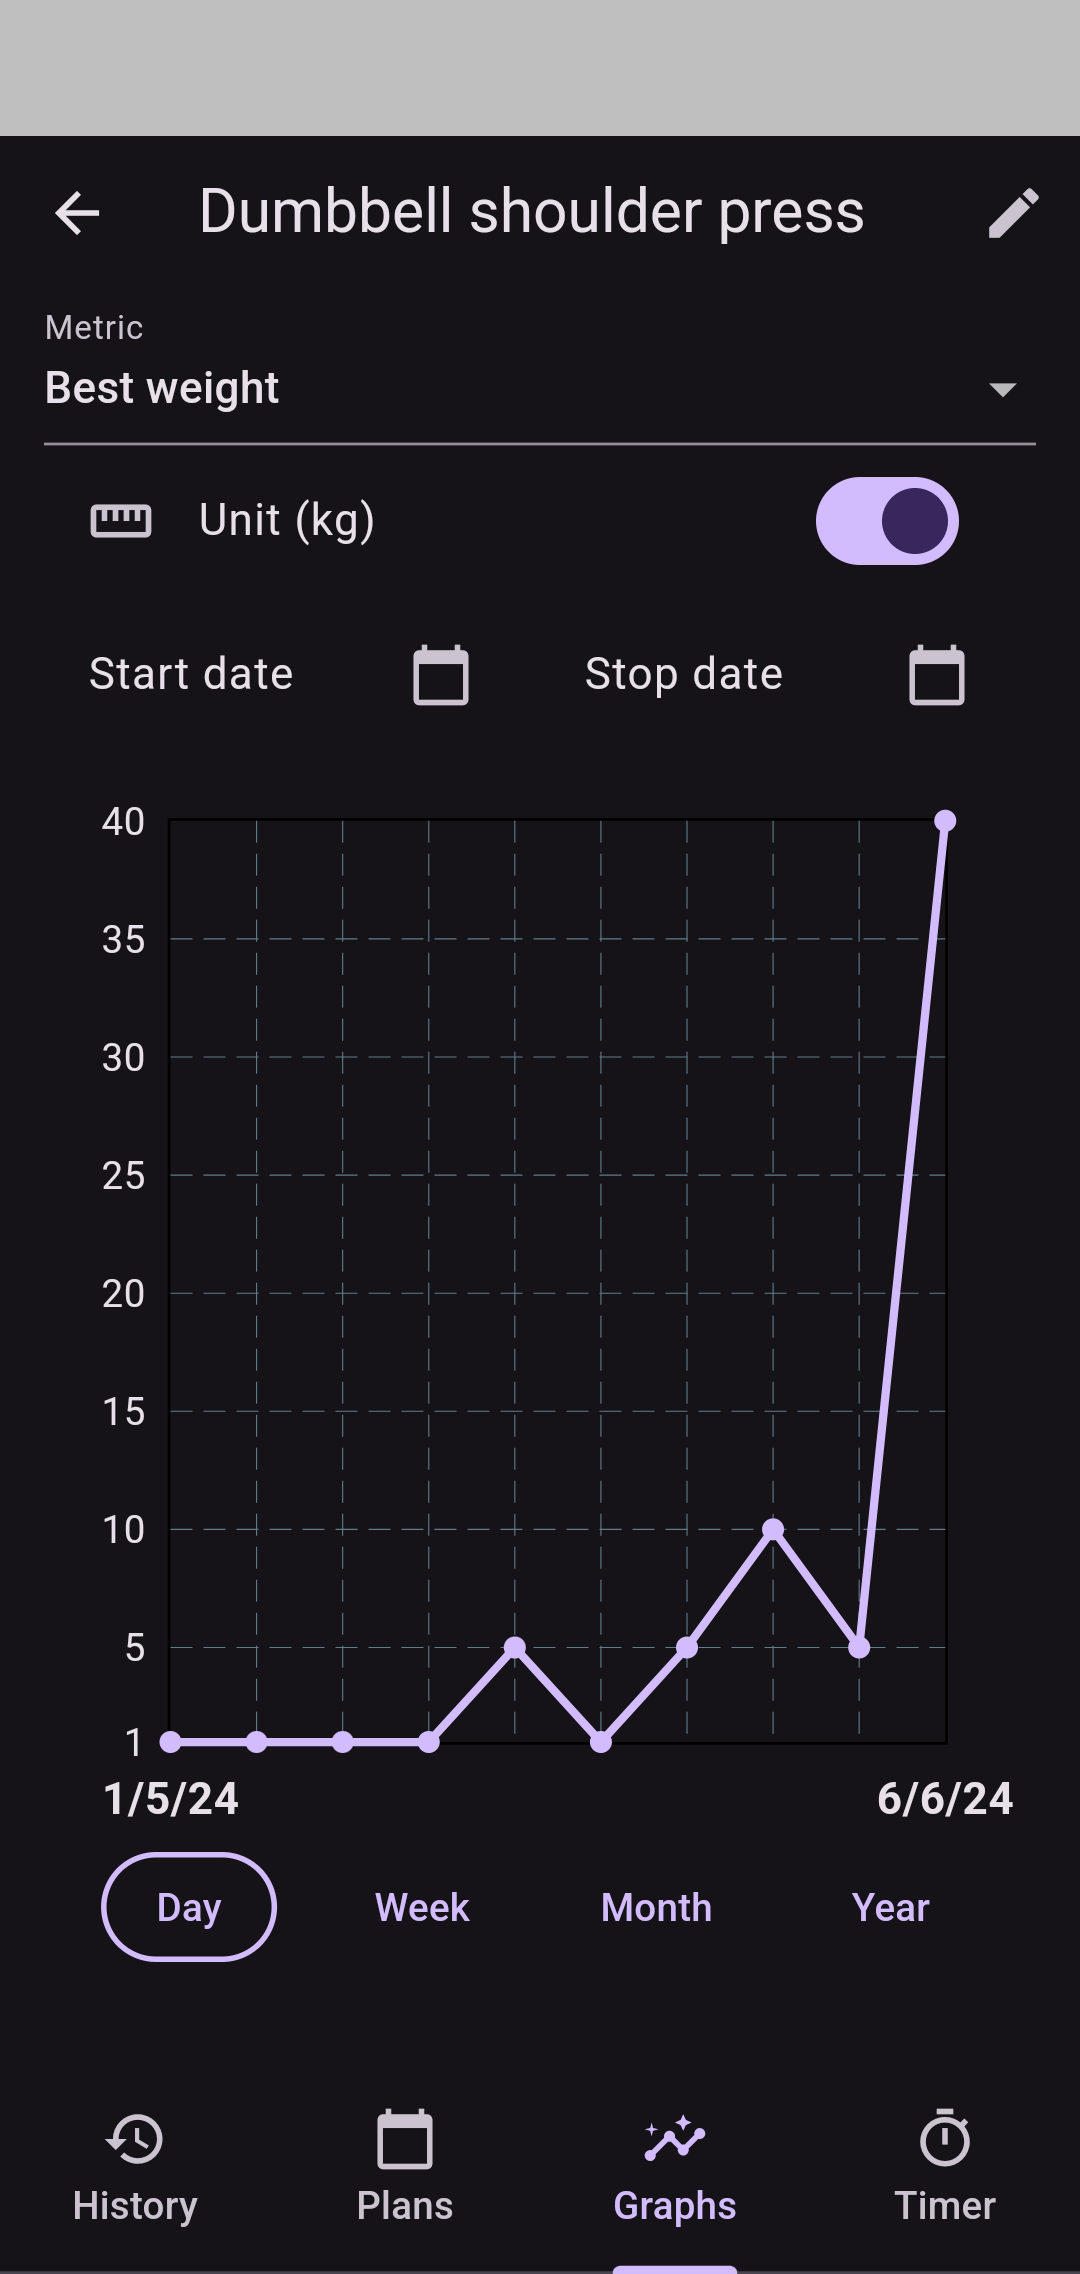 Dumbbell shoulder press
Metric
Best weight
Unit (kg)
Start date
Stop date
40
35
30
25
20
15
10
5
1
1/5/24
6/6/24
Day
Week
Month
Year
History
Plans
Graphs
Timer